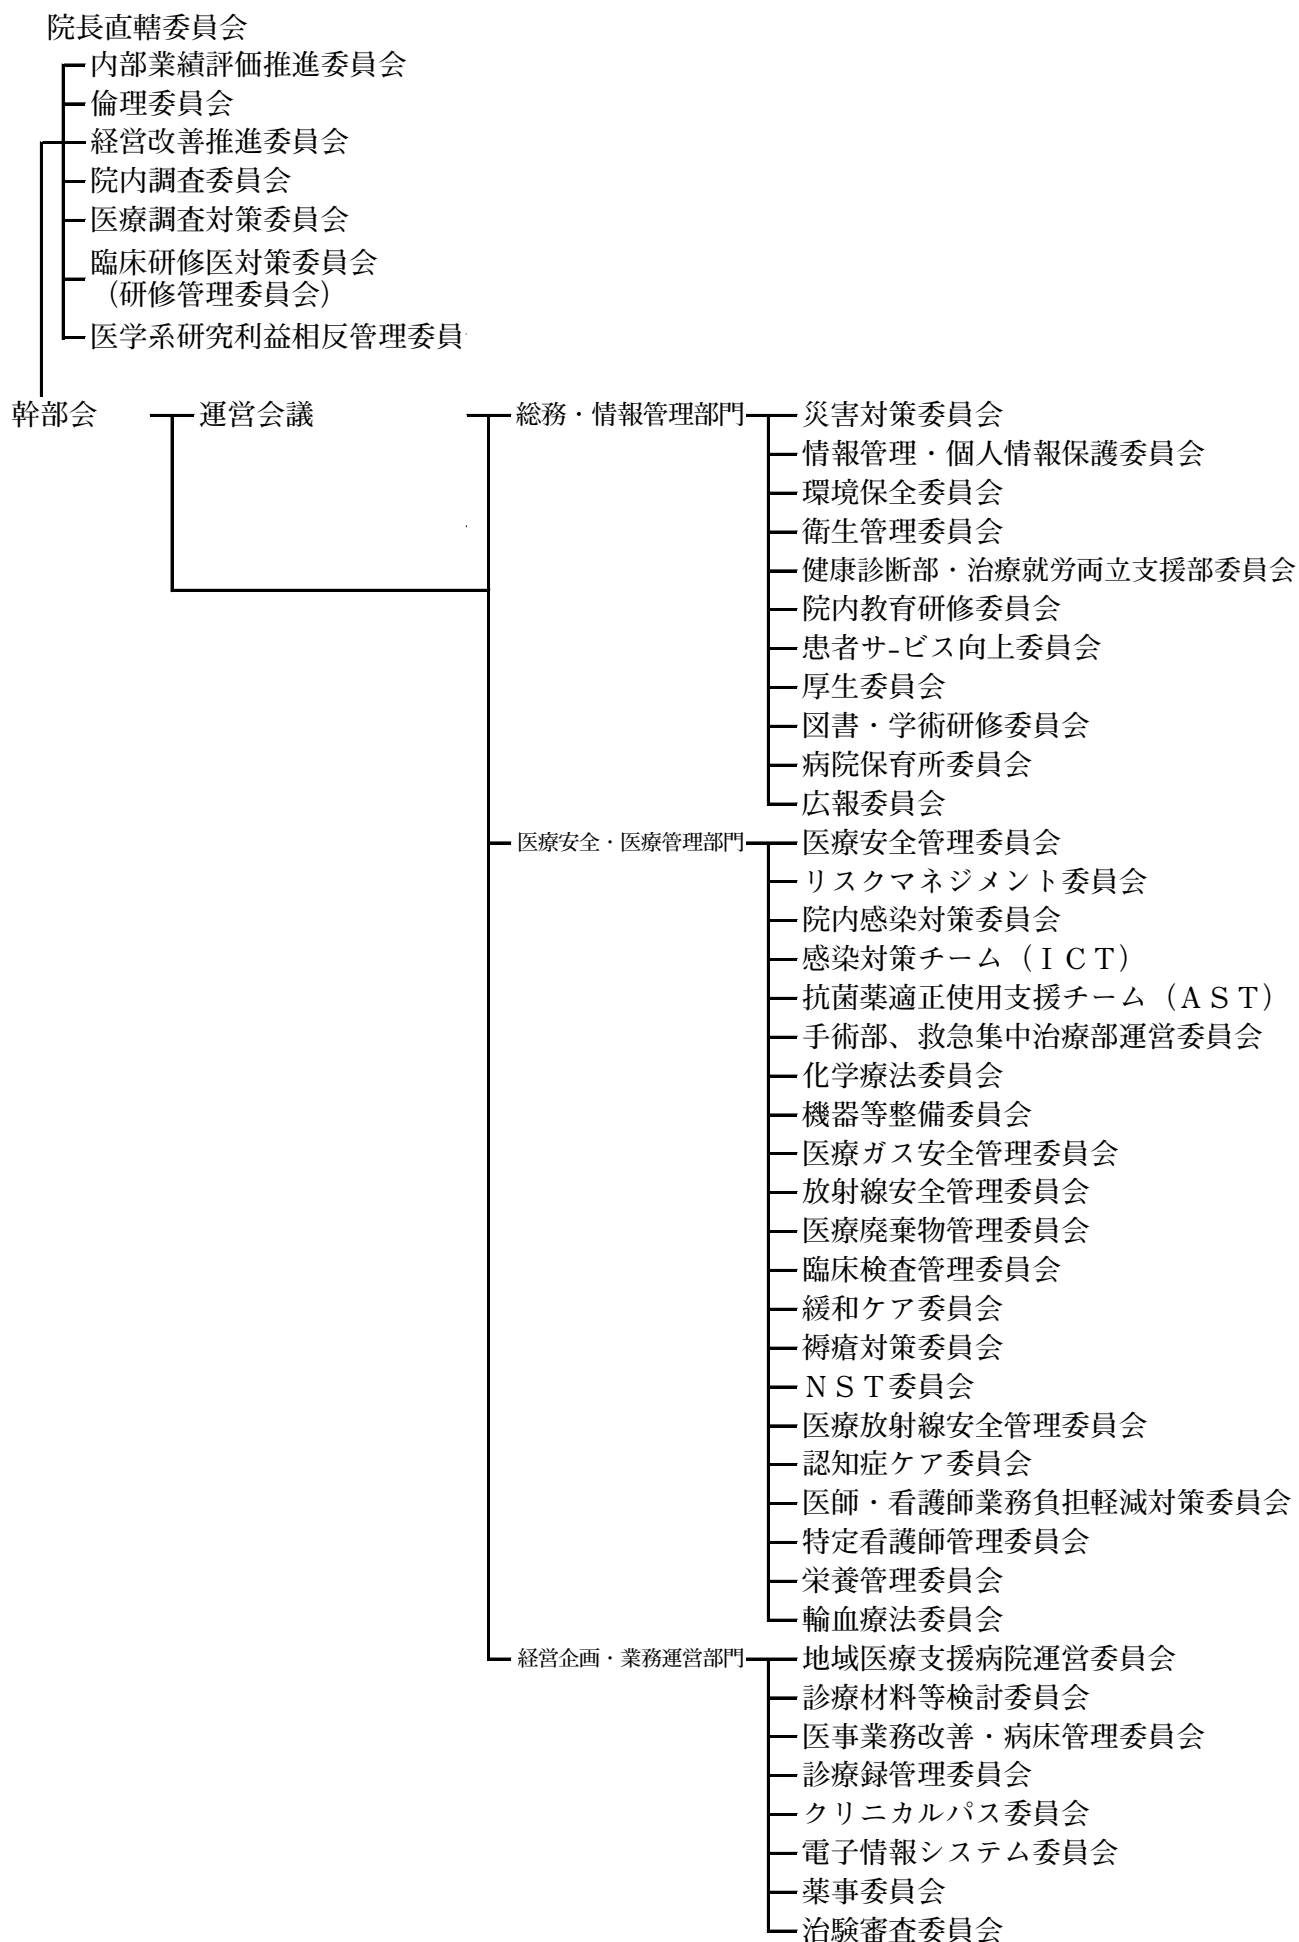 院長直轄委員会
内部業績評価推進委員会
倫理委員会
経営改善推進委員会
院内調査委員会
医療調査対策委員会
臨床研修医対策委員会
（研修管理委員会）
医学系研究利益相反管理委員
幹部会
運営会議
総務・情報管理部門
災害対策委員会
情報管理・個人情報保護委員会
環境保全委員会
衛生管理委員会
健康診断部・治療就労両立支援部委員会
院内教育研修委員会
患者サ-ビス向上委員会
厚生委員会
図書・学術研修委員会
病院保育所委員会
広報委員会
医療安全・医療管理部門
医療安全管理委員会
リスクマネジメント委員会
院内感染対策委員会
感染対策チーム（ＩＣＴ）
抗菌薬適正使用支援チーム（ＡＳＴ）
手術部、救急集中治療部運営委員会
化学療法委員会
機器等整備委員会
医療ガス安全管理委員会
放射線安全管理委員会
医療廃棄物管理委員会
臨床検査管理委員会
緩和ケア委員会
褥瘡対策委員会
ＮＳＴ委員会
医療放射線安全管理委員会
認知症ケア委員会
医師・看護師業務負担軽減対策委員会
特定看護師管理委員会
栄養管理委員会
輸血療法委員会
経営企画・業務運営部門
地域医療支援病院運営委員会
診療材料等検討委員会
医事業務改善・病床管理委員会
診療録管理委員会
クリニカルパス委員会
電子情報システム委員会
薬事委員会
治験審査委員会